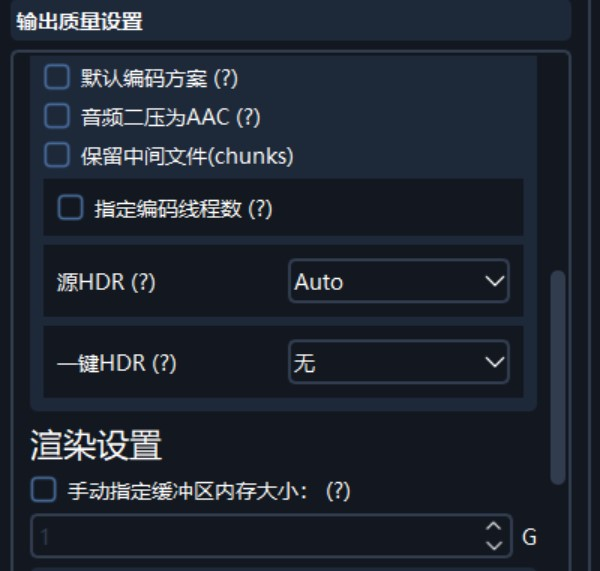 输出质量设置
默认编码方案 (?)
音频二压为AAC (?)
保留中间文件(chunks)
指定编码线程数 (?)
源HDR (?) Auto
一键HDR (?) 无
渲染设置
手动指定缓冲区内存大小： (?)
1 G